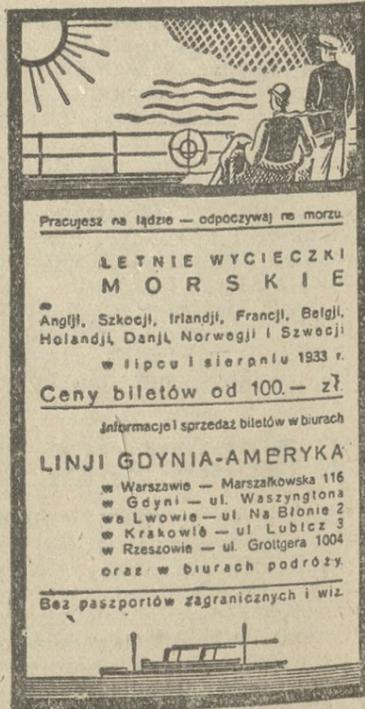 Pracujesz na lądzie — odpoczywaj na morzu.
LETNIE WYCIECZKI
MORSKIE
do
Anglji, Szkocji, Irlandji, Francji, Belgji,
Holandji, Danji, Norwegji i Szwecji
w lipcu i sierpniu 1933 r.
Ceny biletów od 100.— zł.
Informacje i sprzedaż biletów w biurach
LINJI GDYNIA-AMERYKA
w Warszawie — Marszałkowska 116
w Gdyni — ul. Waszyngtona
we Lwowie — ul. Na Błonie 2
w Krakowie — ul. Lubicz 3
w Rzeszowie — ul. Grottgera 1004
oraz w biurach podróży.
Bez paszportów zagranicznych i wiz.